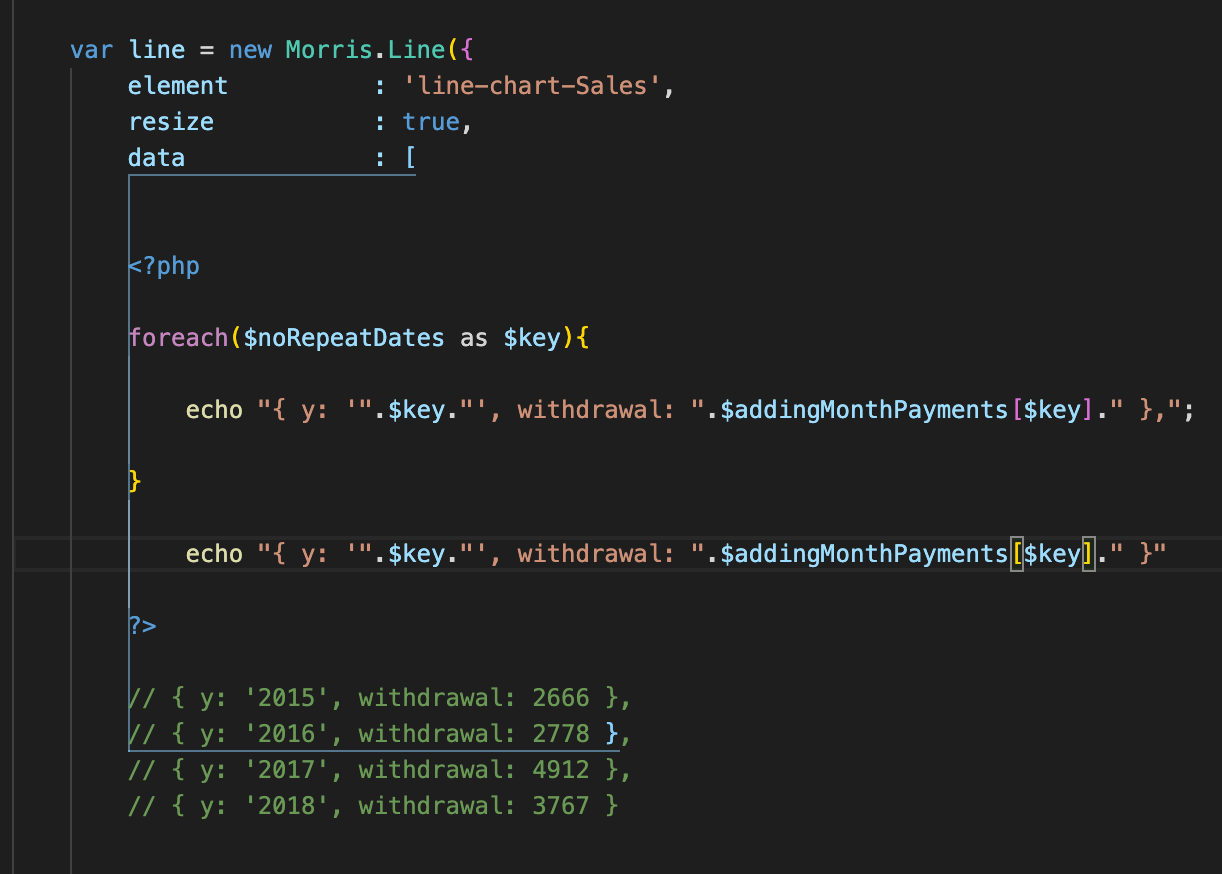 var line = new Morris.Line({
element : 'line-chart-Sales',
resize : true,
data : [
<?php
foreach($noRepeatDates as $key){
echo "{ y: '".$key."', withdrawal: ".$addingMonthPayments[$key]." },";
}
echo "{ y: '".$key."', withdrawal: ".$addingMonthPayments[$key]." }"
?>
// { y: '2015', withdrawal: 2666 },
// { y: '2016', withdrawal: 2778 },
// { y: '2017', withdrawal: 4912 },
// { y: '2018', withdrawal: 3767 }